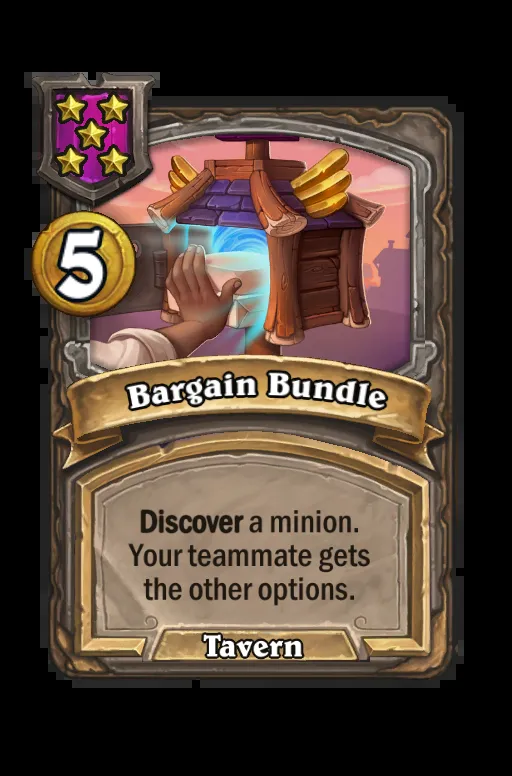 5
Bargain Bundle
Discover a minion.
Your teammate gets
the other options.
Tavern